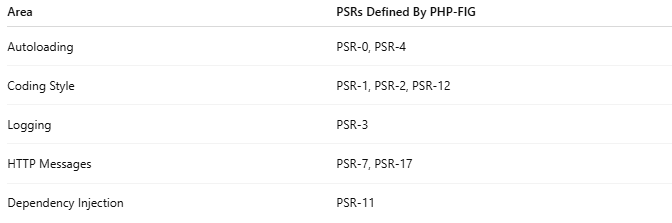 Area PSRs Defined By PHP-FIG
Autoloading PSR-0, PSR-4
Coding Style PSR-1, PSR-2, PSR-12
Logging PSR-3
HTTP Messages PSR-7, PSR-17
Dependency Injection PSR-11